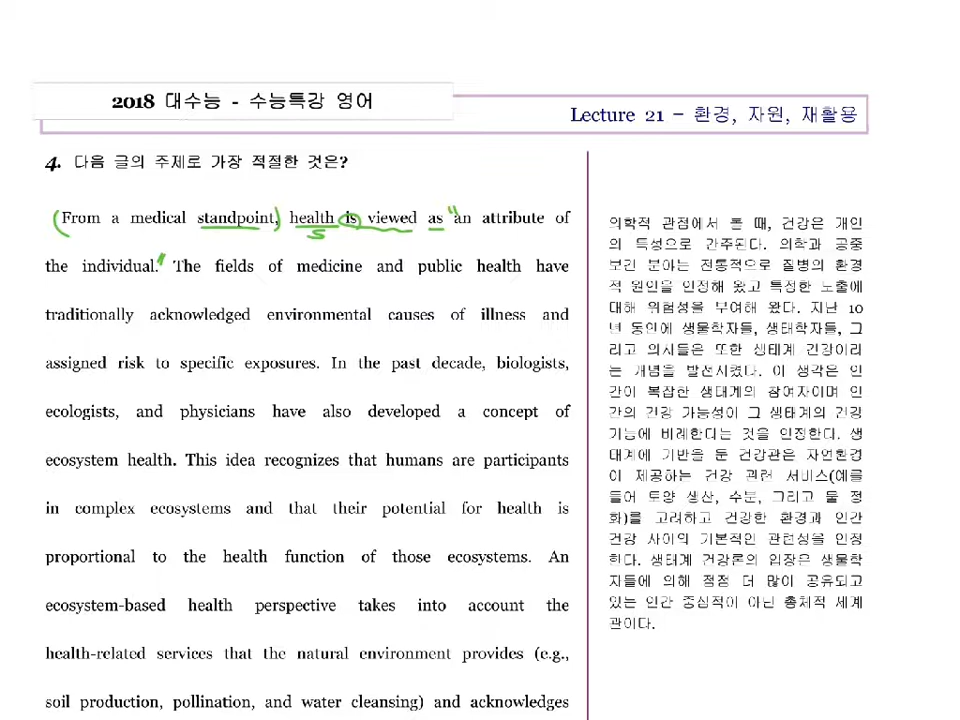 2018 대수능 - 수능특강 영어
Lecture 21 - 환경, 자원, 재활용
4. 다음 글의 주제로 가장 적절한 것은?
From a medical standpoint, health is viewed as an attribute of
the individual. The fields of medicine and public health have
traditionally acknowledged environmental causes of illness and
assigned risk to specific exposures. In the past decade, biologists,
ecologists, and physicians have also developed a concept of
ecosystem health. This idea recognizes that humans are participants
in complex ecosystems and that their potential for health is
proportional to the health function of those ecosystems. An
ecosystem-based health perspective takes into account the
health-related services that the natural environment provides (e.g.,
soil production, pollination, and water cleansing) and acknowledges
의학적 관점에서 볼 때, 건강은 개인
의 특성으로 간주된다. 의학과 공중
보건 분야는 전통적으로 질병의 환경
적 원인을 인정해 왔고 특정한 노출에
대해 위험성을 부여해 왔다. 지난 10
년 동안에 생물학자들, 생태학자들, 그
리고 의사들은 또한 생태계 건강이라
는 개념을 발전시켰다. 이 생각은 인
간이 복잡한 생태계의 참여자이며 인
간의 건강 가능성이 그 생태계의 건강
기능에 비례한다는 것을 인정한다. 생
태계에 기반을 둔 건강관은 자연환경
이 제공하는 건강 관련 서비스(예를
들어 토양 생산, 수분, 그리고 물 정
화)를 고려하고 건강한 환경과 인간
건강 사이의 기본적인 관련성을 인정
한다. 생태계 건강론의 입장은 생물학
자들에 의해 점점 더 많이 공유되고
있는 인간 중심적이 아닌 총체적 세계
관이다.